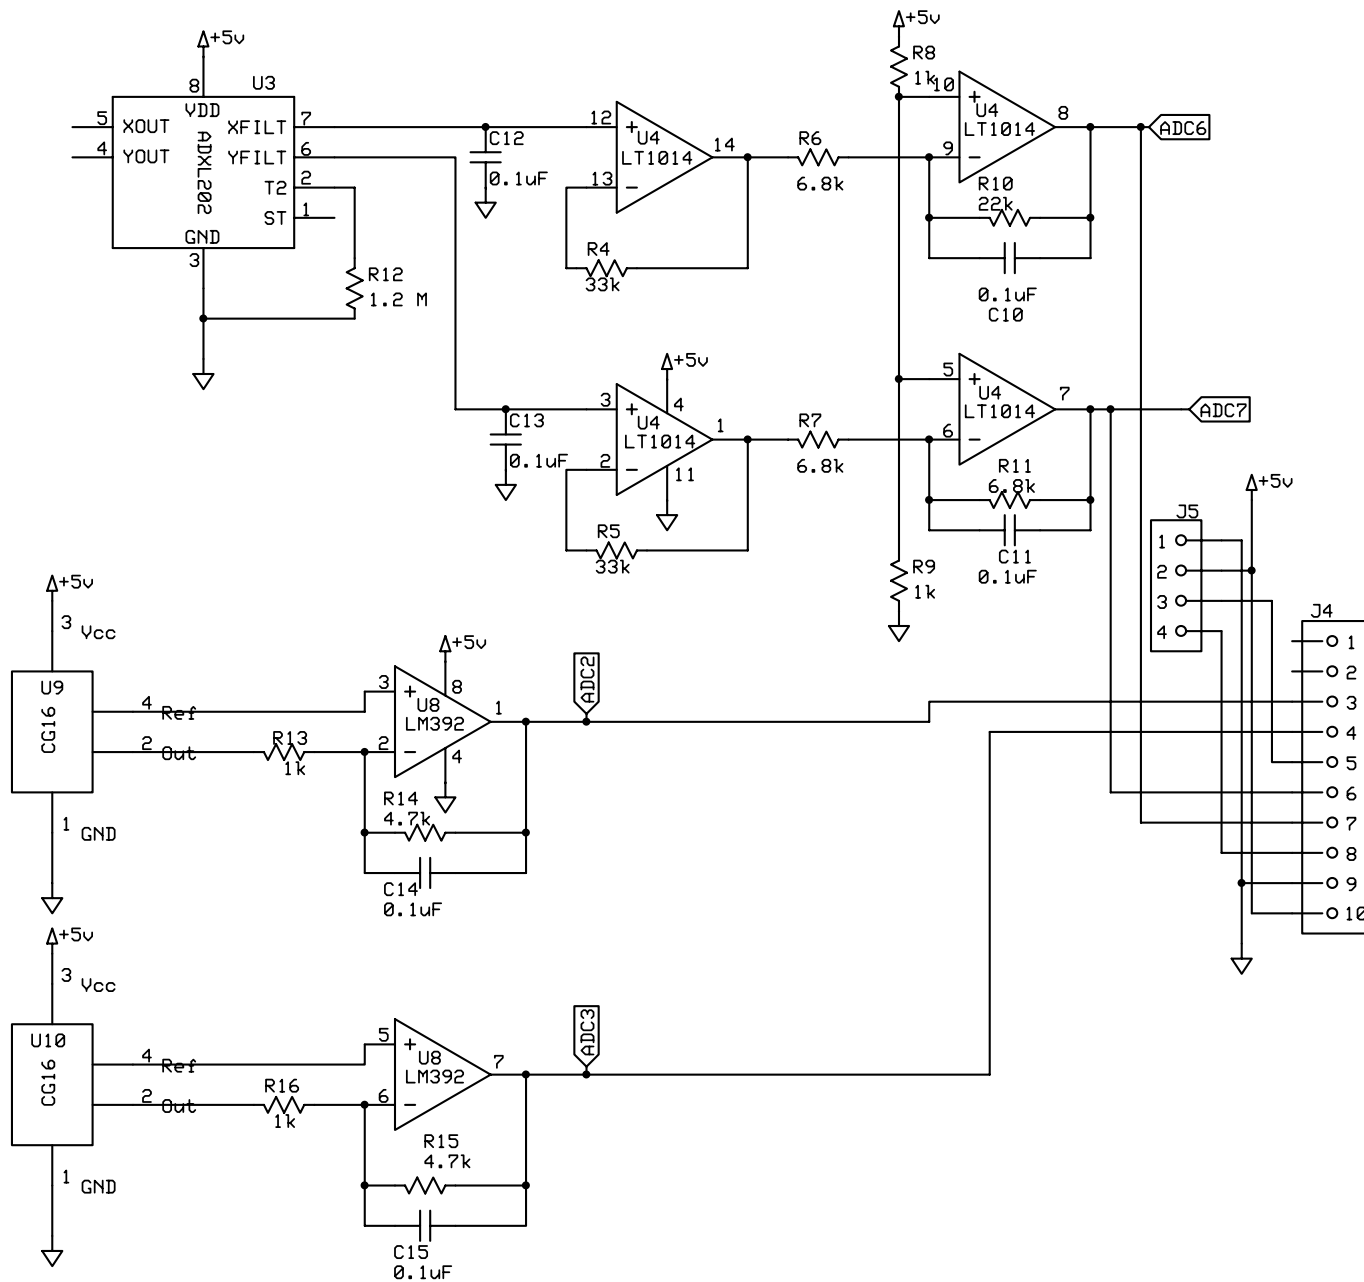 +5v
8
U3
VDD
5
XOUT
4
YOUT
ADXL202
XFILT
7
YFILT
6
T2
2
ST
1
GND
3
R12
1.2 M
C12
0.1uF
12
+
13
−
U4
LT1014
14
R4
33k
R6
6.8k
+5v
R8
1k
10
+
9
−
U4
LT1014
8
R10
22k
0.1uF
C10
ADC6
C13
0.1uF
+5v
3
+
2
−
4
U4
LT1014
11
1
R5
33k
R7
6.8k
5
+
6
−
U4
LT1014
7
R11
6.8k
C11
0.1uF
ADC7
R9
1k
+5v
J5
1
2
3
4
J4
1
2
3
4
5
6
7
8
9
10
+5v
3 Vcc
U9
CG16
4 Ref
2 Out
1 GND
R13
1k
+5v
3
+
2
−
8
U8
LM392
4
1
R14
4.7k
C14
0.1uF
ADC2
+5v
3 Vcc
U10
CG16
4 Ref
2 Out
1 GND
R16
1k
5
+
6
−
U8
LM392
7
R15
4.7k
C15
0.1uF
ADC3